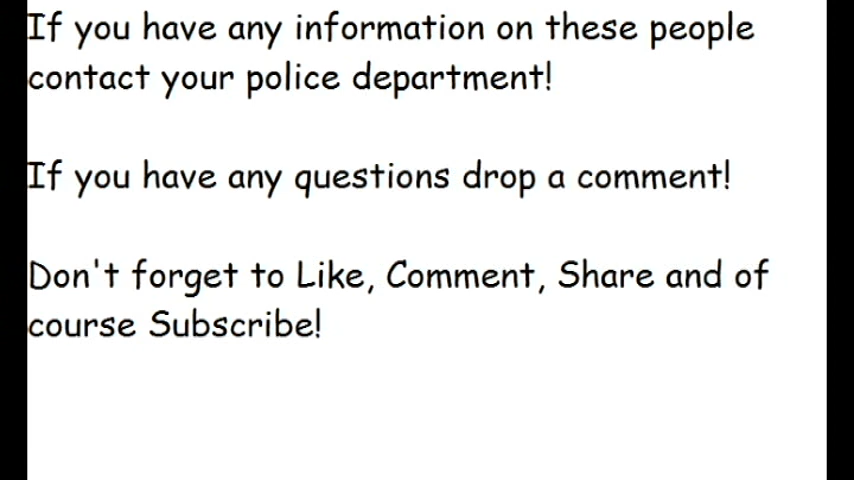 If you have any information on these people
contact your police department!
If you have any questions drop a comment!
Don't forget to Like, Comment, Share and of
course Subscribe!